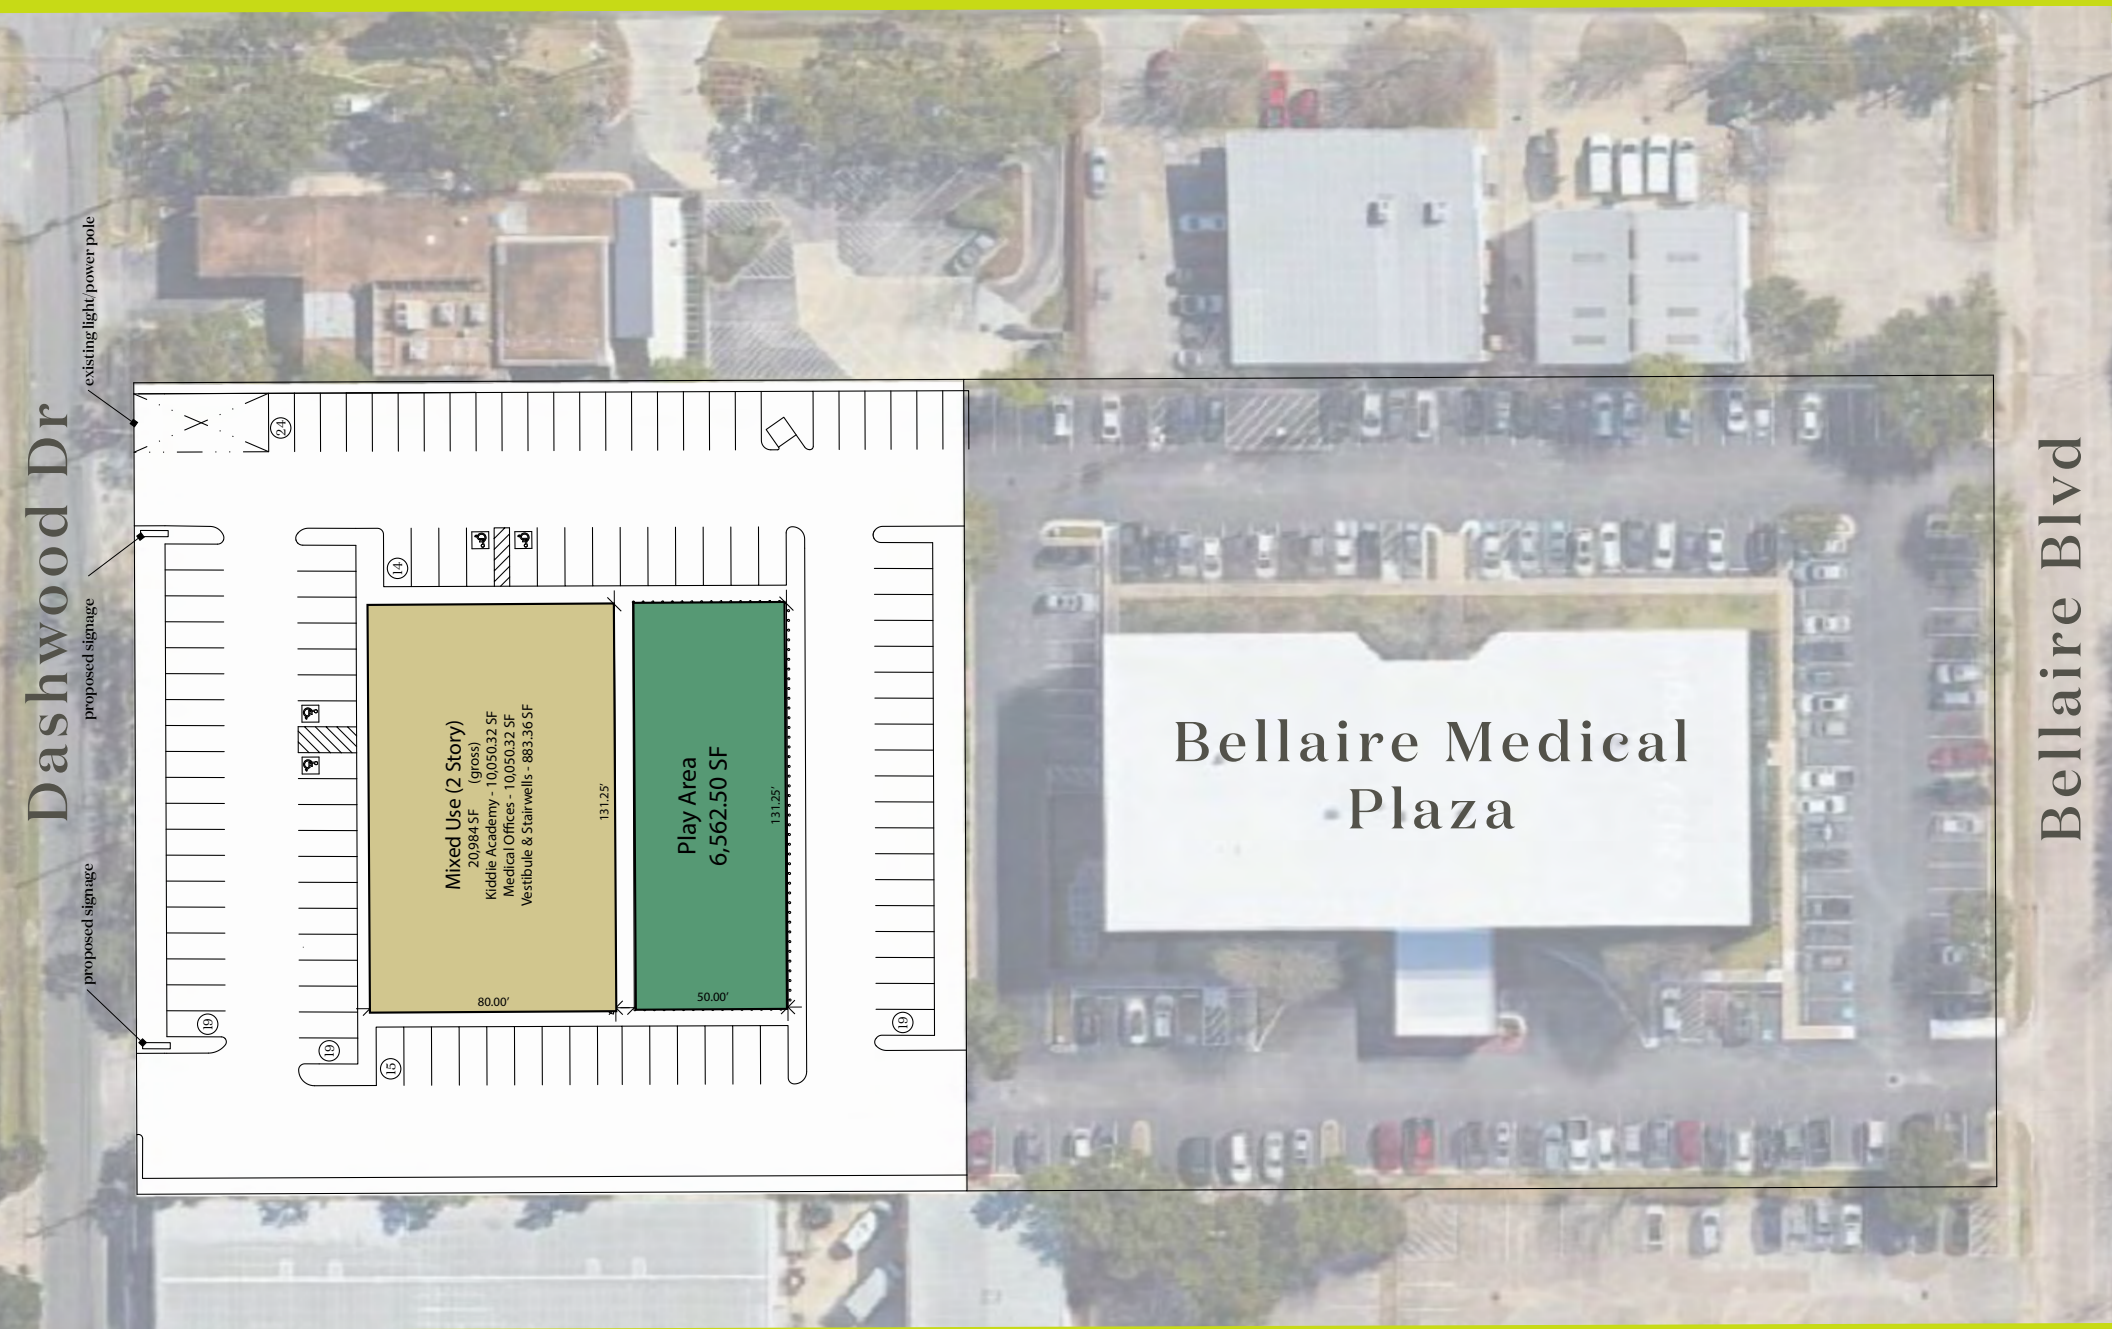 Dashwood Dr
existing light/power pole
proposed signage
proposed signage
24
14
19
19
15
19
Mixed Use (2 Story)
20,984 SF (gross)
Kiddie Academy - 10,050.32 SF
Medical Offices - 10,050.32 SF
Vestibule & Stairwells - 883.36 SF
131.25'
80.00'
Play Area
6,562.50 SF
131.25'
50.00'
Bellaire Medical
Plaza
Bellaire Blvd